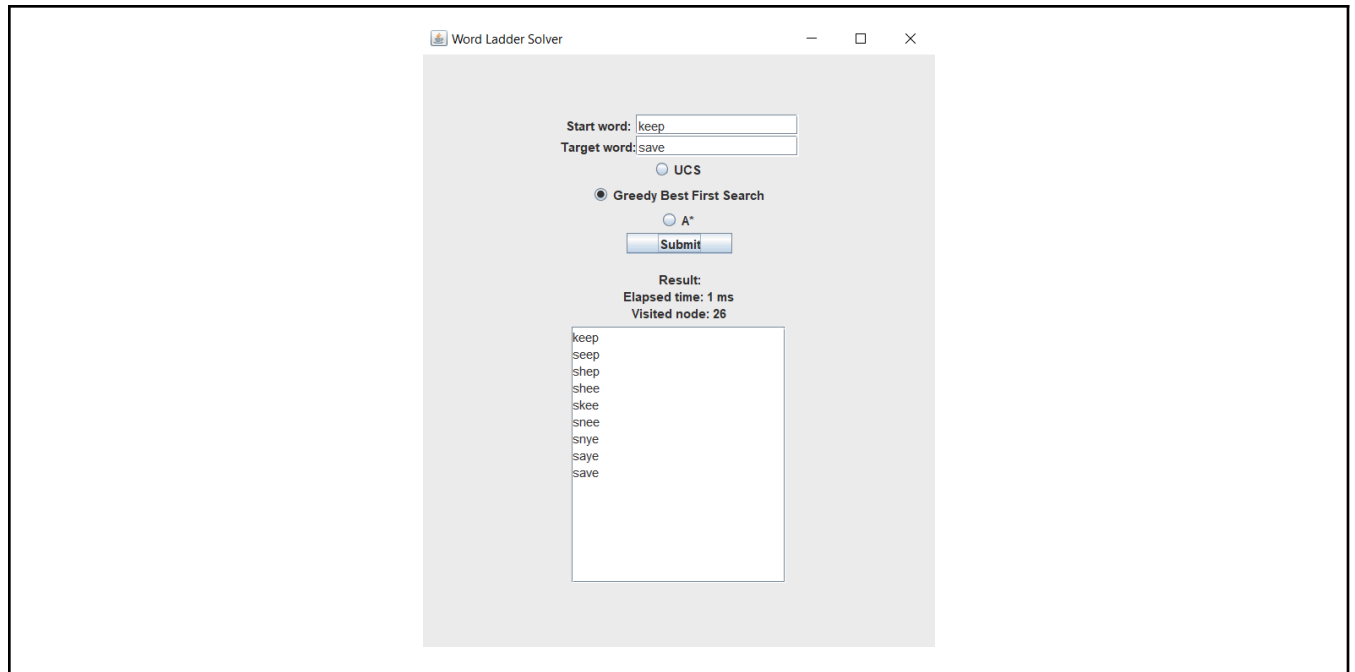 Word Ladder Solver
Start word: keep
Target word: save
UCS
Greedy Best First Search
A*
Submit
Result:
Elapsed time: 1 ms
Visited node: 26
keep
seep
shep
shee
skee
snee
snye
saye
save